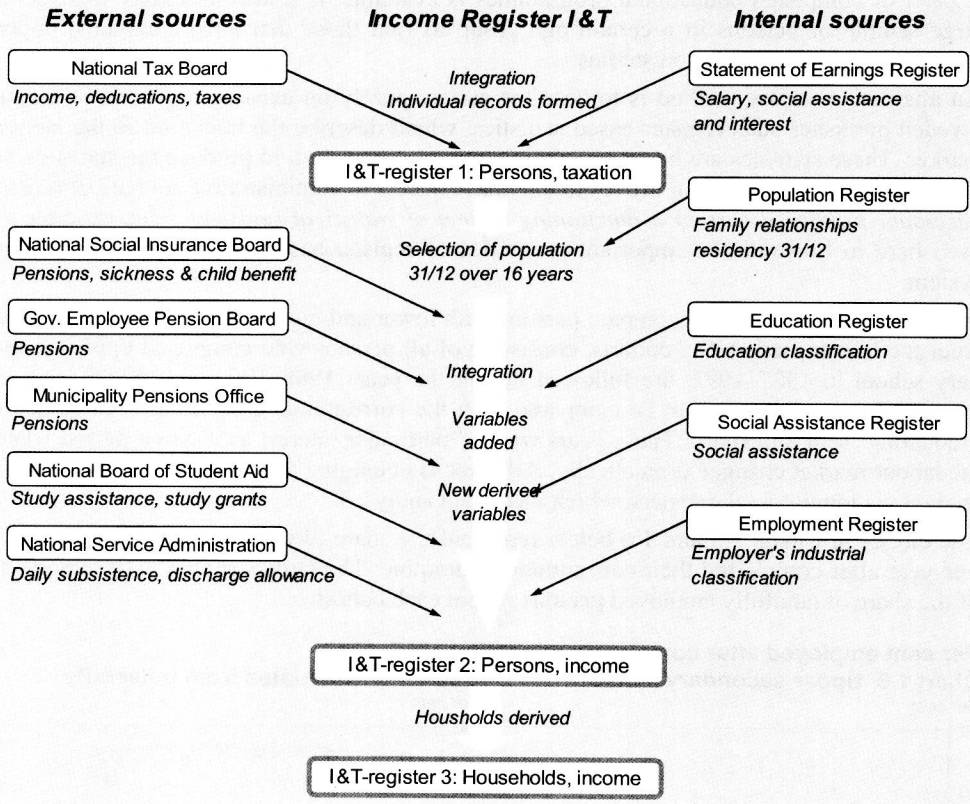 External sources
Income Register I&T
Internal sources
National Tax Board
Income, deducations, taxes
National Social Insurance Board
Pensions, sickness & child benefit
Gov. Employee Pension Board
Pensions
Municipality Pensions Office
Pensions
National Board of Student Aid
Study assistance, study grants
National Service Administration
Daily subsistence, discharge allowance
Integration
Individual records formed
I&T-register 1: Persons, taxation
Selection of population
31/12 over 16 years
Integration
Variables
added
New derived
variables
I&T-register 2: Persons, income
Housholds derived
I&T-register 3: Households, income
Statement of Earnings Register
Salary, social assistance
and interest
Population Register
Family relationships
residency 31/12
Education Register
Education classification
Social Assistance Register
Social assistance
Employment Register
Employer's industrial
classification